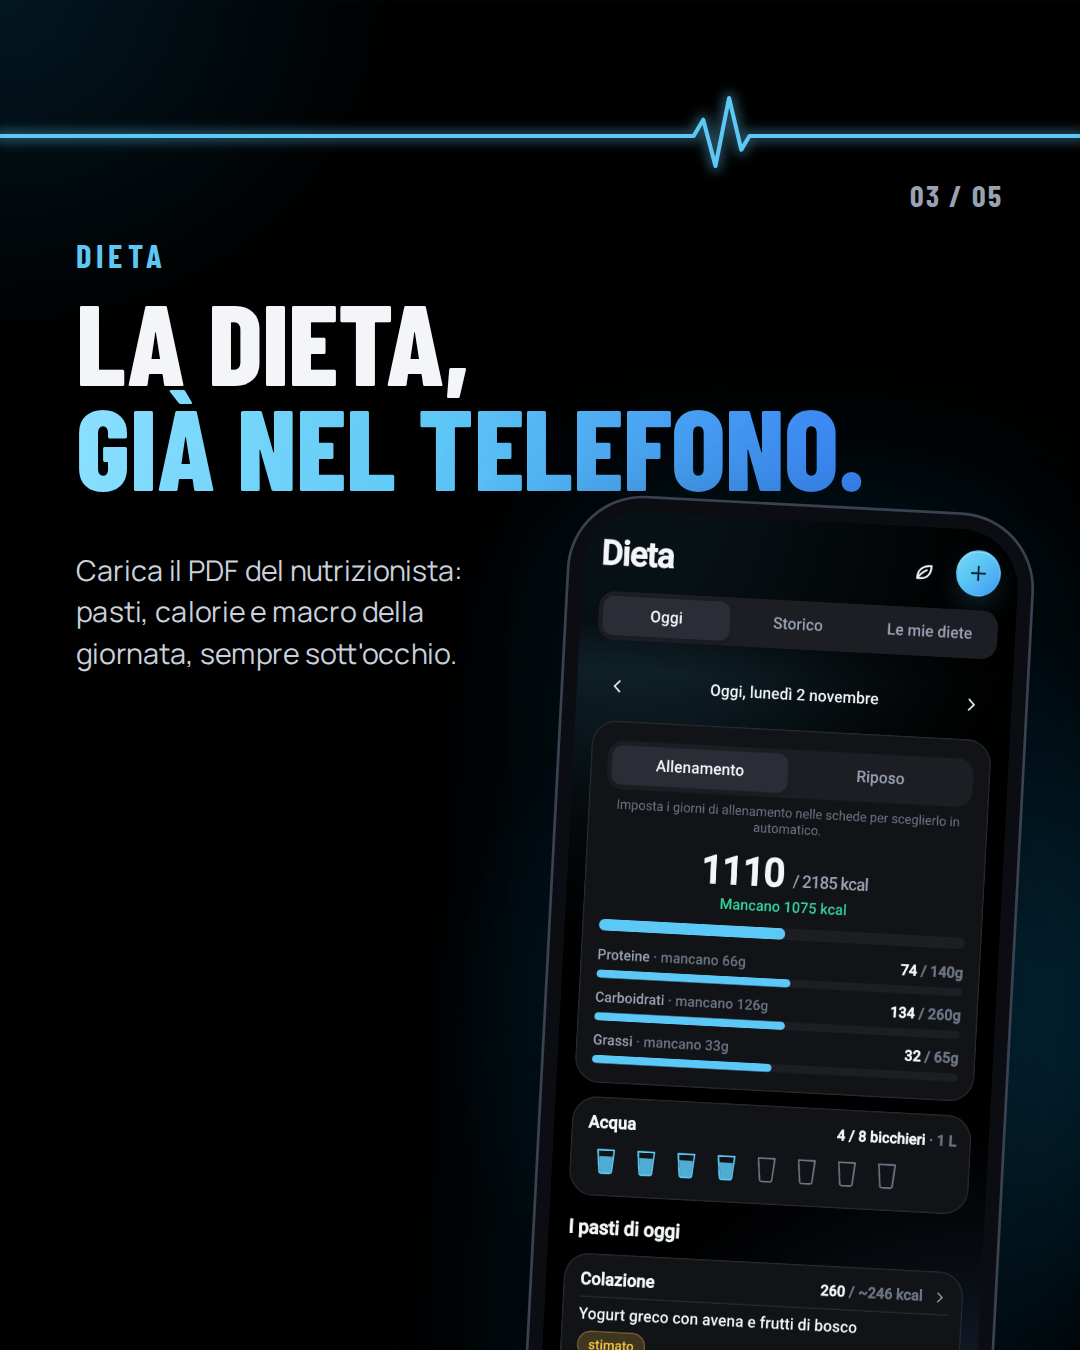 03 / 05
DIETA
LA DIETA,
GIÀ NEL TELEFONO.
Carica il PDF del nutrizionista:
pasti, calorie e macro della
giornata, sempre sott'occhio.
Dieta
Oggi
Storico
Le mie diete
Oggi, lunedì 2 novembre
Allenamento
Riposo
Imposta i giorni di allenamento nelle schede per sceglierlo in
automatico.
1110 / 2185 kcal
Mancano 1075 kcal
Proteine · mancano 66g 74 / 140g
Carboidrati · mancano 126g 134 / 260g
Grassi · mancano 33g 32 / 65g
Acqua 4 / 8 bicchieri · 1 L
I pasti di oggi
Colazione 260 / ~246 kcal
Yogurt greco con avena e frutti di bosco
stimato